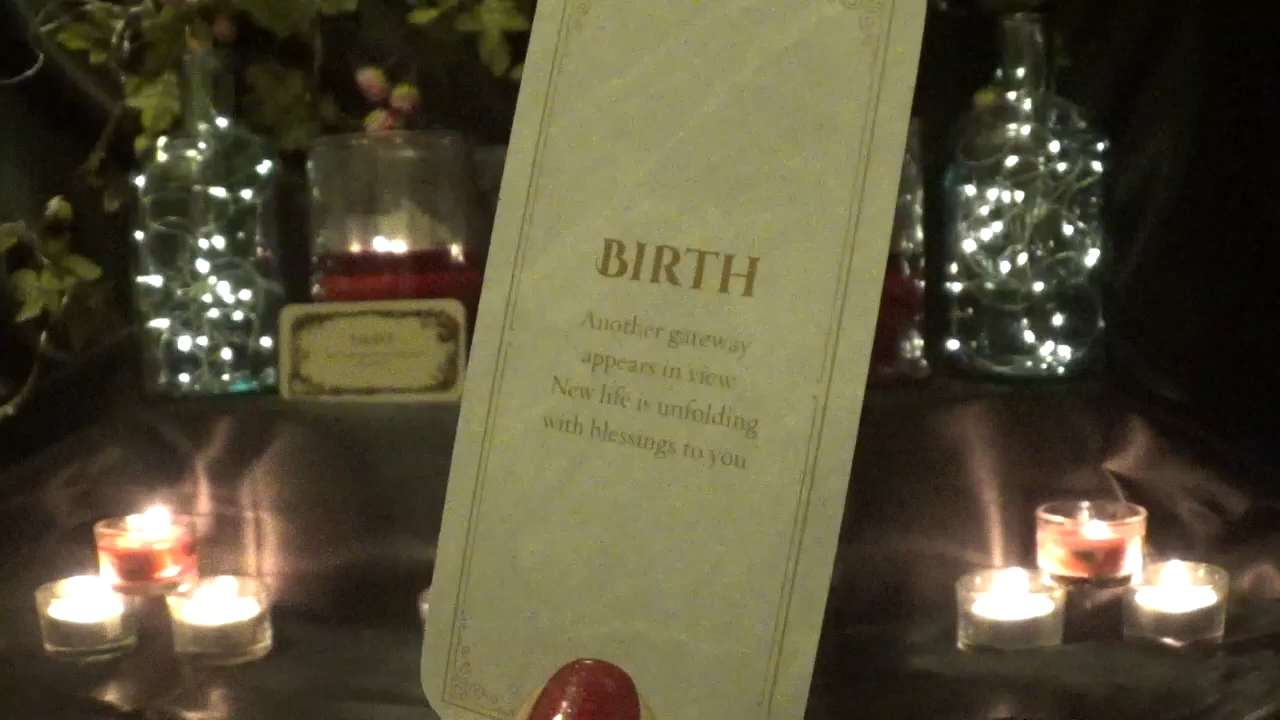 BIRTH
Another gateway
appears in view
New life is unfolding
with blessings to you